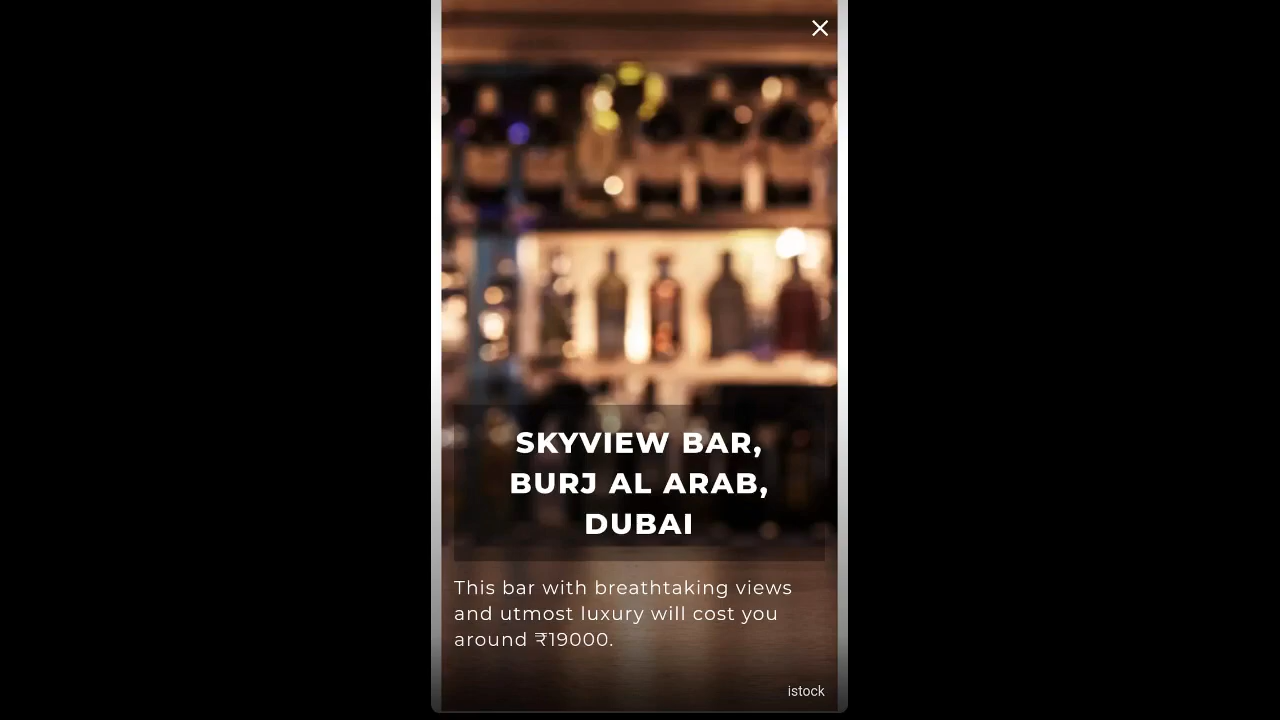 SKYVIEW BAR,
BURJ AL ARAB,
DUBAI
This bar with breathtaking views
and utmost luxury will cost you
around ₹19000.
istock